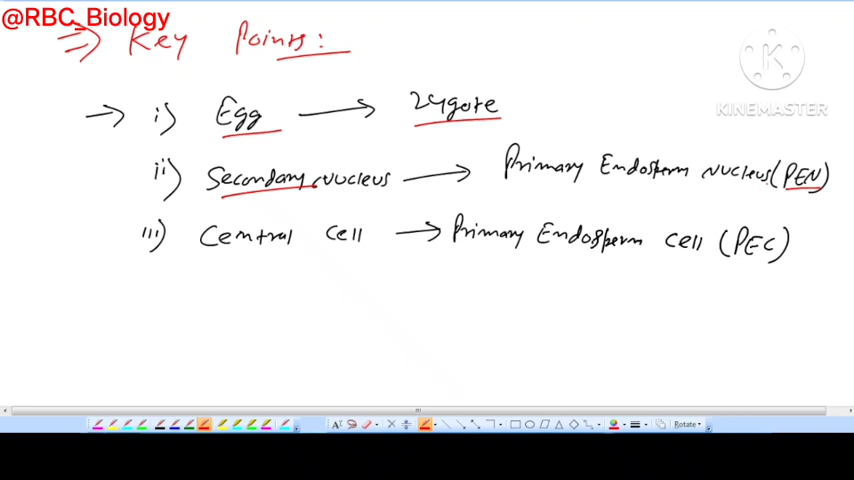 @RBC_Biology
⇒ Key Points:
KINEMASTER
→ i) Egg → Zygote
ii) Secondary Nucleus → Primary Endosperm Nucleus (PEN)
iii) Central cell → Primary Endosperm cell (PEC)
Rotate